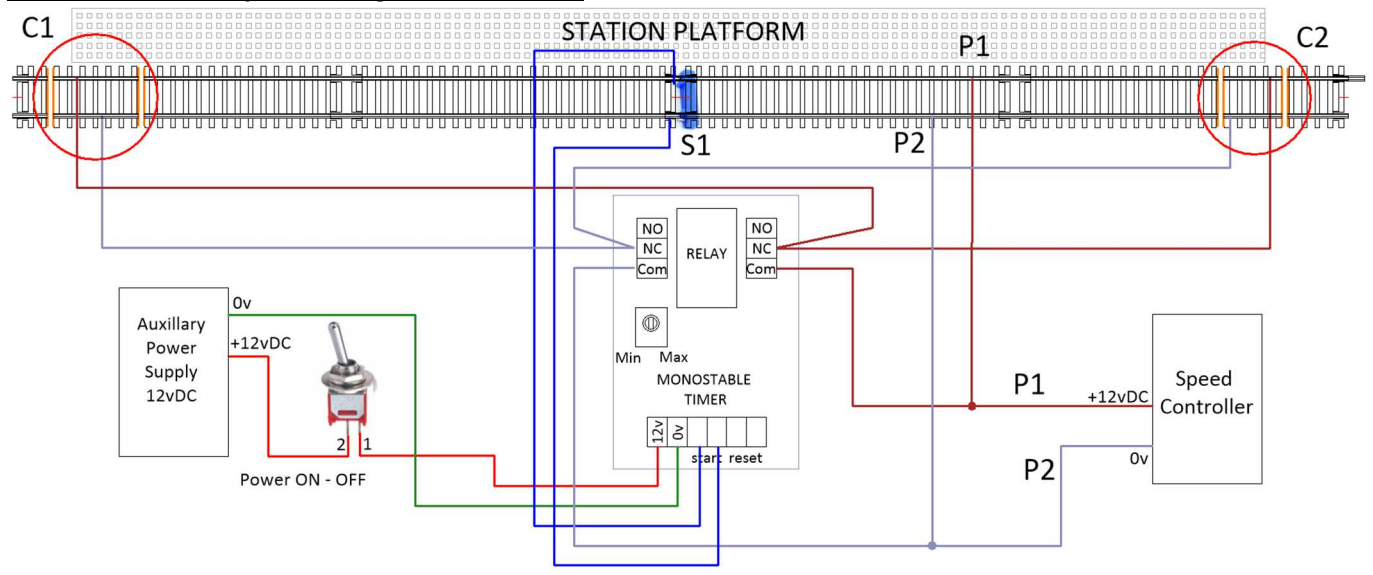 C1
STATION PLATFORM
P1
C2
S1
P2
NO
NC
Com
RELAY
NO
NC
Com
Auxillary
Power
Supply
12vDC
0v
+12vDC
2
1
Power ON - OFF
Min
Max
MONOSTABLE
TIMER
12v
0v
start
reset
P1
+12vDC
Speed
Controller
0v
P2